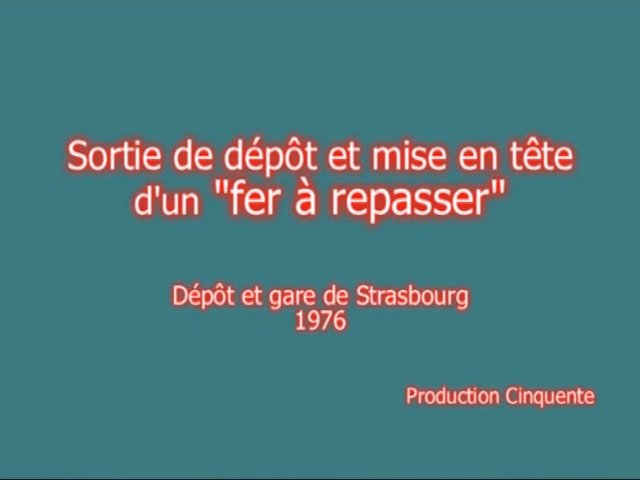 Sortie de dépôt et mise en tête
d'un "fer à repasser"
Dépôt et gare de Strasbourg
1976
Production Cinquente